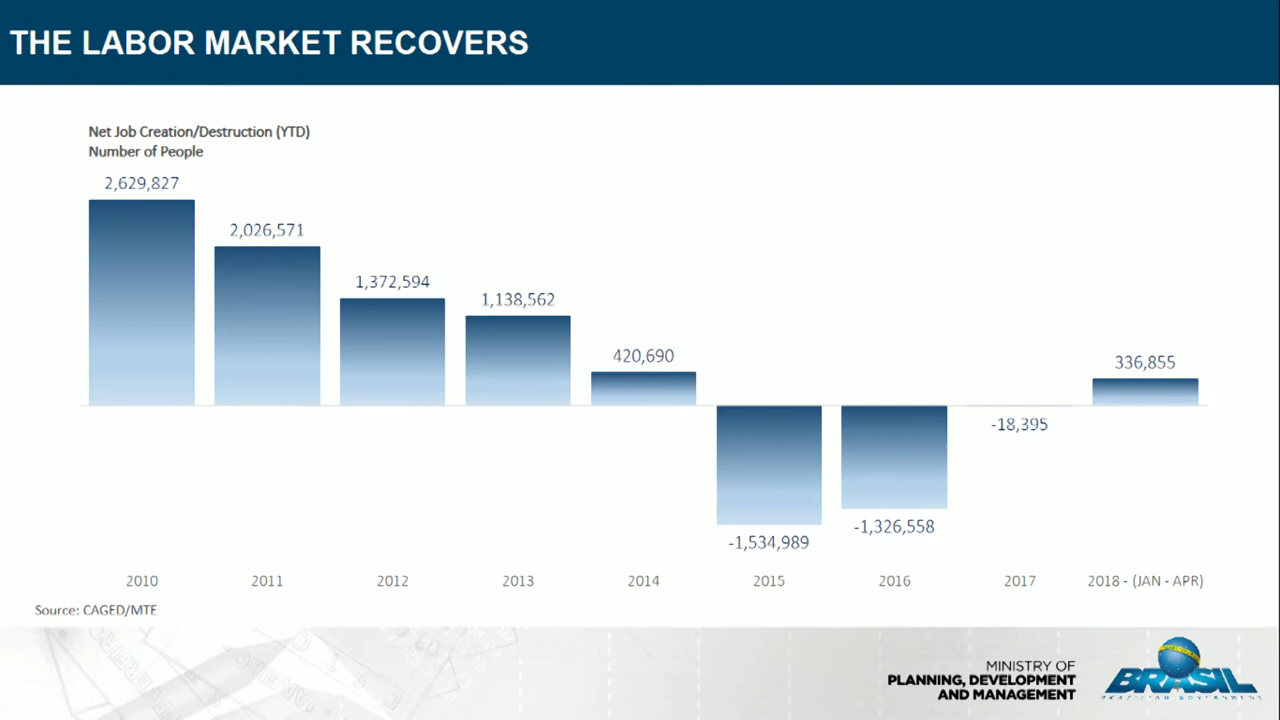 THE LABOR MARKET RECOVERS
Net Job Creation/Destruction (YTD)
Number of People
2,629,827
2,026,571
1,372,594
1,138,562
420,690
-1,534,989
-1,326,558
-18,395
336,855
2010
2011
2012
2013
2014
2015
2016
2017
2018 - (JAN - APR)
Source: CAGED/MTE
MINISTRY OF
PLANNING, DEVELOPMENT
AND MANAGEMENT
BRASIL
BRAZILIAN GOVERNMENT